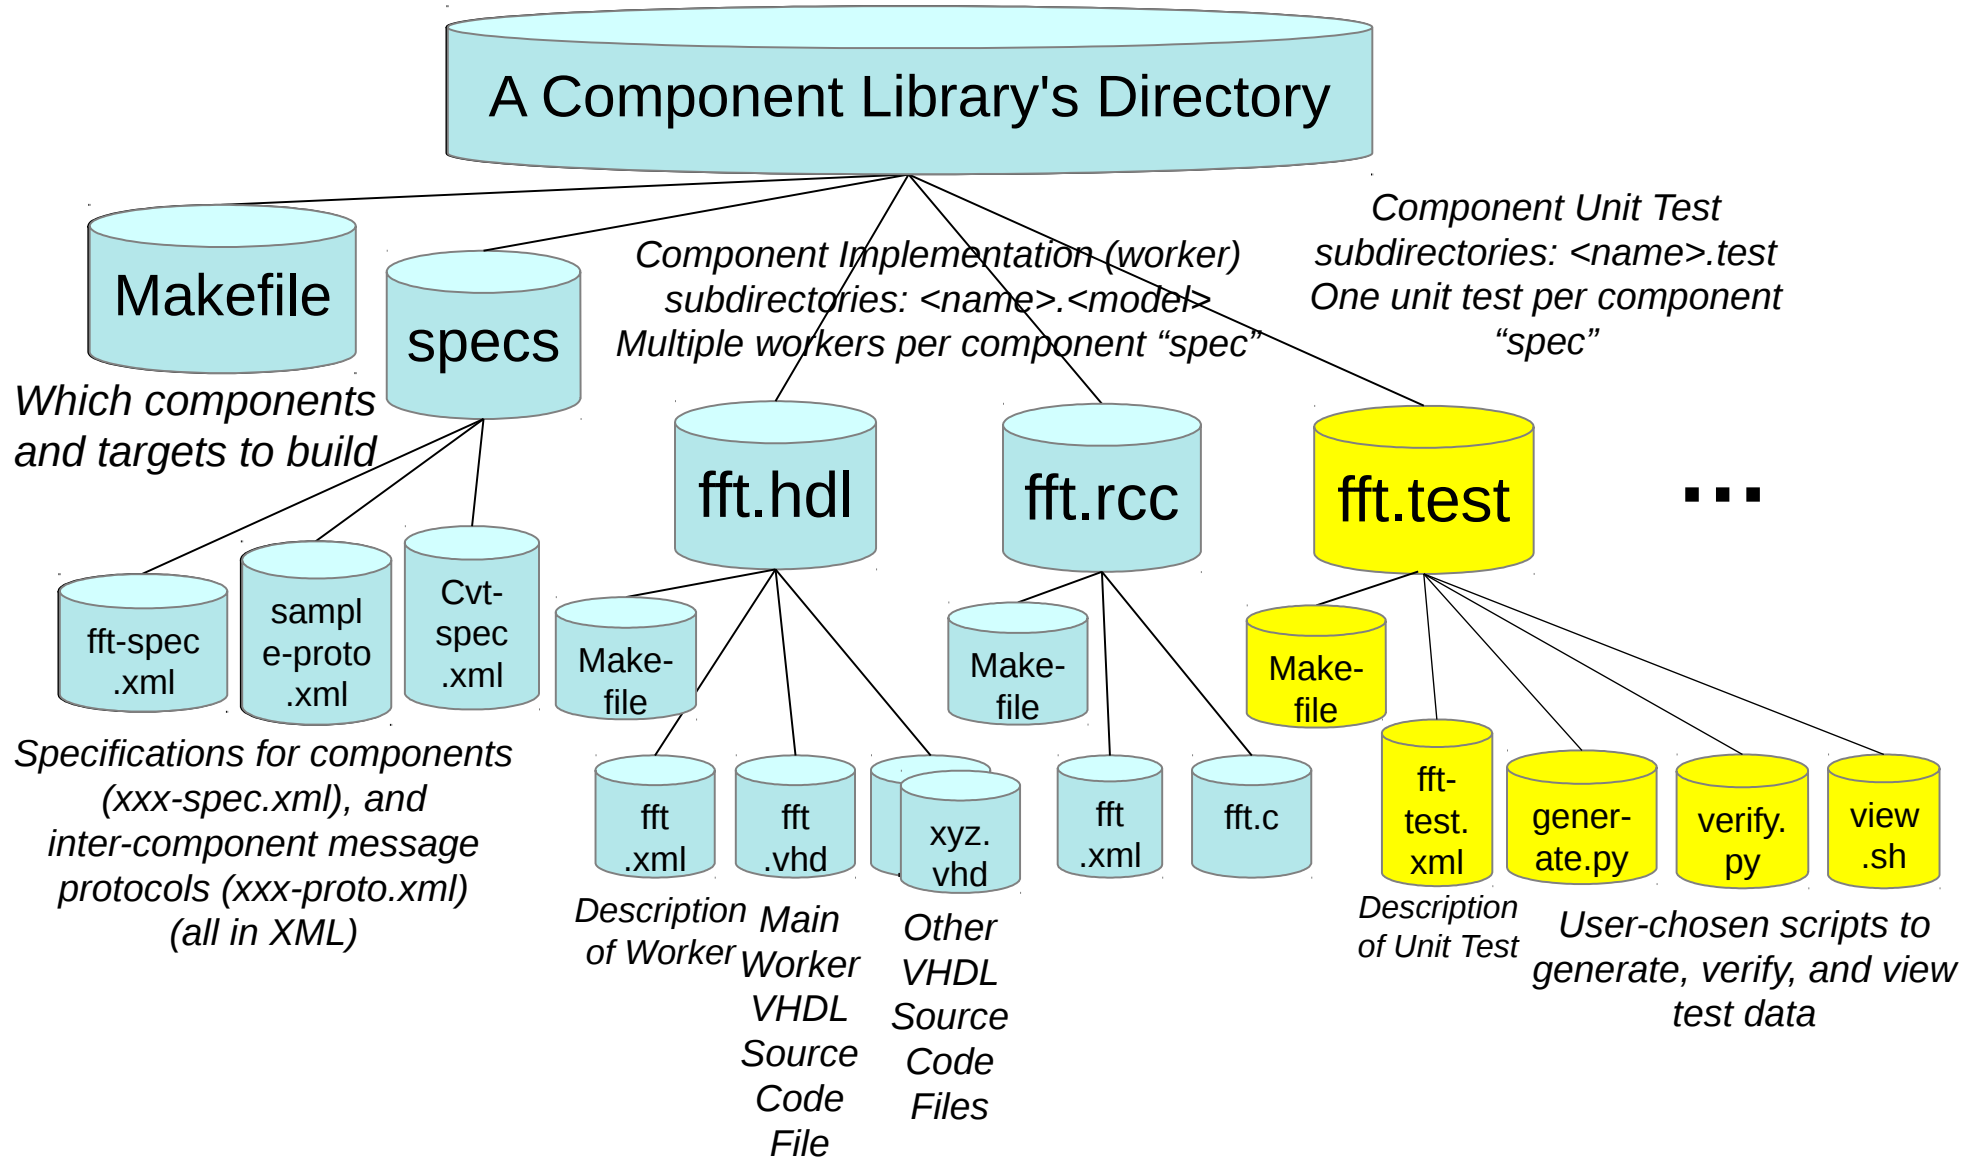 A Component Library's Directory
Makefile
Which components
and targets to build
specs
Component Implementation (worker)
subdirectories: <name>.<model>
Multiple workers per component “spec”
Component Unit Test
subdirectories: <name>.test
One unit test per component
“spec”
fft.hdl
fft.rcc
fft.test
...
fft-spec
.xml
sampl
e-proto
.xml
Cvt-
spec
.xml
Specifications for components
(xxx-spec.xml), and
inter-component message
protocols (xxx-proto.xml)
(all in XML)
Make-
file
fft
.xml
Description
of Worker
fft
.vhd
Main
Worker
VHDL
Source
Code
File
xyz.
vhd
Other
VHDL
Source
Code
Files
Make-
file
fft
.xml
fft.c
Make-
file
fft-
test.
xml
Description
of Unit Test
gener-
ate.py
verify.
py
view
.sh
User-chosen scripts to
generate, verify, and view
test data